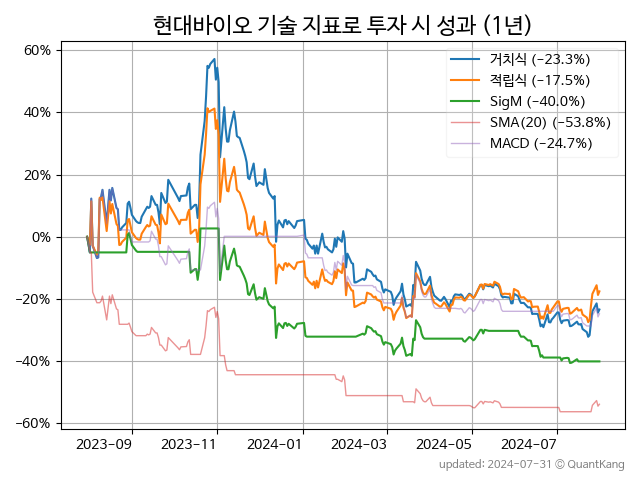 현대바이오 기술 지표로 투자 시 성과 (1년)
60%
40%
20%
0%
−20%
−40%
−60%
거치식 (−23.3%)
적립식 (−17.5%)
SigM (−40.0%)
SMA(20) (−53.8%)
MACD (−24.7%)
2023-09 2023-11 2024-01 2024-03 2024-05 2024-07
updated: 2024-07-31 © QuantKang